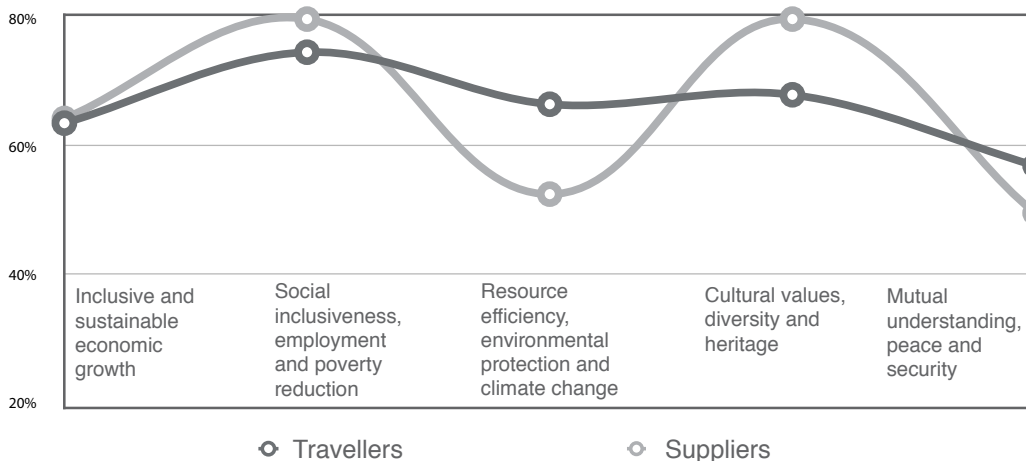 80%
60%
40%
20%
Inclusive and
sustainable
economic
growth
Social
inclusiveness,
employment
and poverty
reduction
Resource
efficiency,
environmental
protection and
climate change
Cultural values,
diversity and
heritage
Mutual
understanding,
peace and
security
Travellers
Suppliers